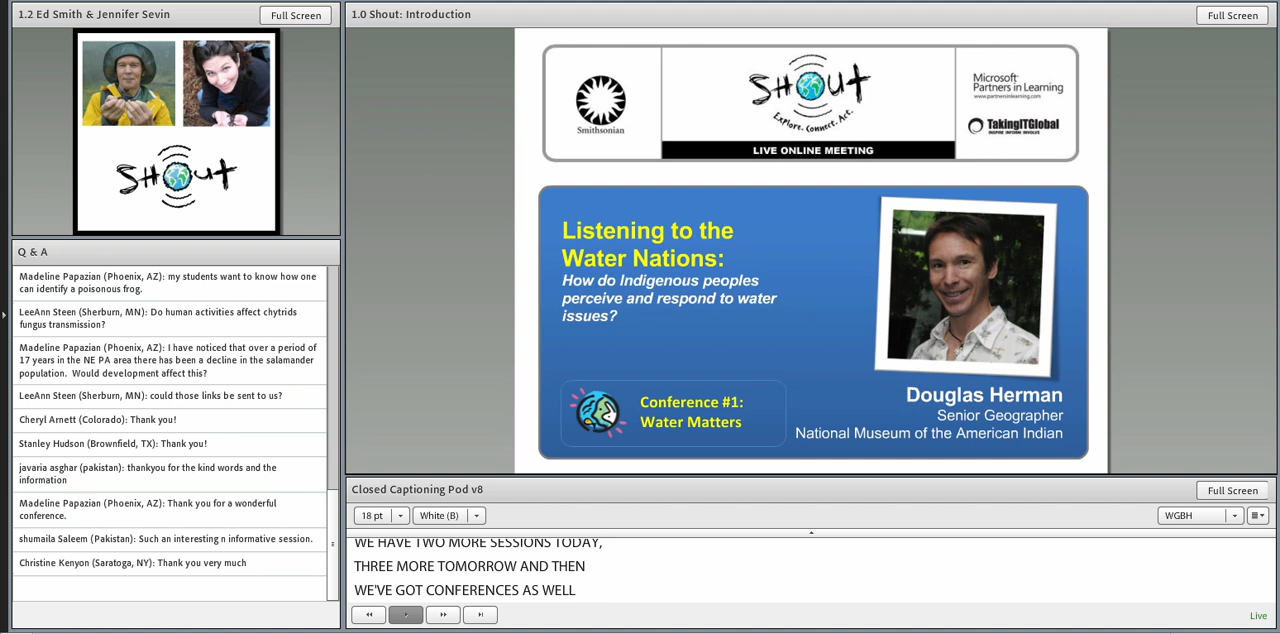 1.2 Ed Smith & Jennifer Sevin
Full Screen
SHOUT
Q & A
Madeline Papazian (Phoenix, AZ): my students want to know how one
can identify a poisonous frog.
LeeAnn Steen (Sherburn, MN): Do human activities affect chytrids
fungus transmission?
Madeline Papazian (Phoenix, AZ): I have noticed that over a period of
17 years in the NE PA area there has been a decline in the salamander
population. Would development affect this?
LeeAnn Steen (Sherburn, MN): could those links be sent to us?
Cheryl Arnett (Colorado): Thank you!
Stanley Hudson (Brownfield, TX): Thank you!
javaria asghar (pakistan): thankyou for the kind words and the
information
Madeline Papazian (Phoenix, AZ): Thank you for a wonderful
conference.
shumaila Saleem (Pakistan): Such an interesting n informative session.
Christine Kenyon (Saratoga, NY): Thank you very much
1.0 Shout: Introduction
Full Screen
Smithsonian
SHOUT
Explore. Connect. Act.
LIVE ONLINE MEETING
Microsoft
Partners in Learning
www.partnersinlearning.com
TakingITGlobal
INSPIRE INFORM INVOLVE
Listening to the
Water Nations:
How do Indigenous peoples
perceive and respond to water
issues?
Conference #1:
Water Matters
Douglas Herman
Senior Geographer
National Museum of the American Indian
Closed Captioning Pod v8
Full Screen
18 pt
White (B)
WGBH
WE HAVE TWO MORE SESSIONS TODAY,
THREE MORE TOMORROW AND THEN
WE'VE GOT CONFERENCES AS WELL
Live